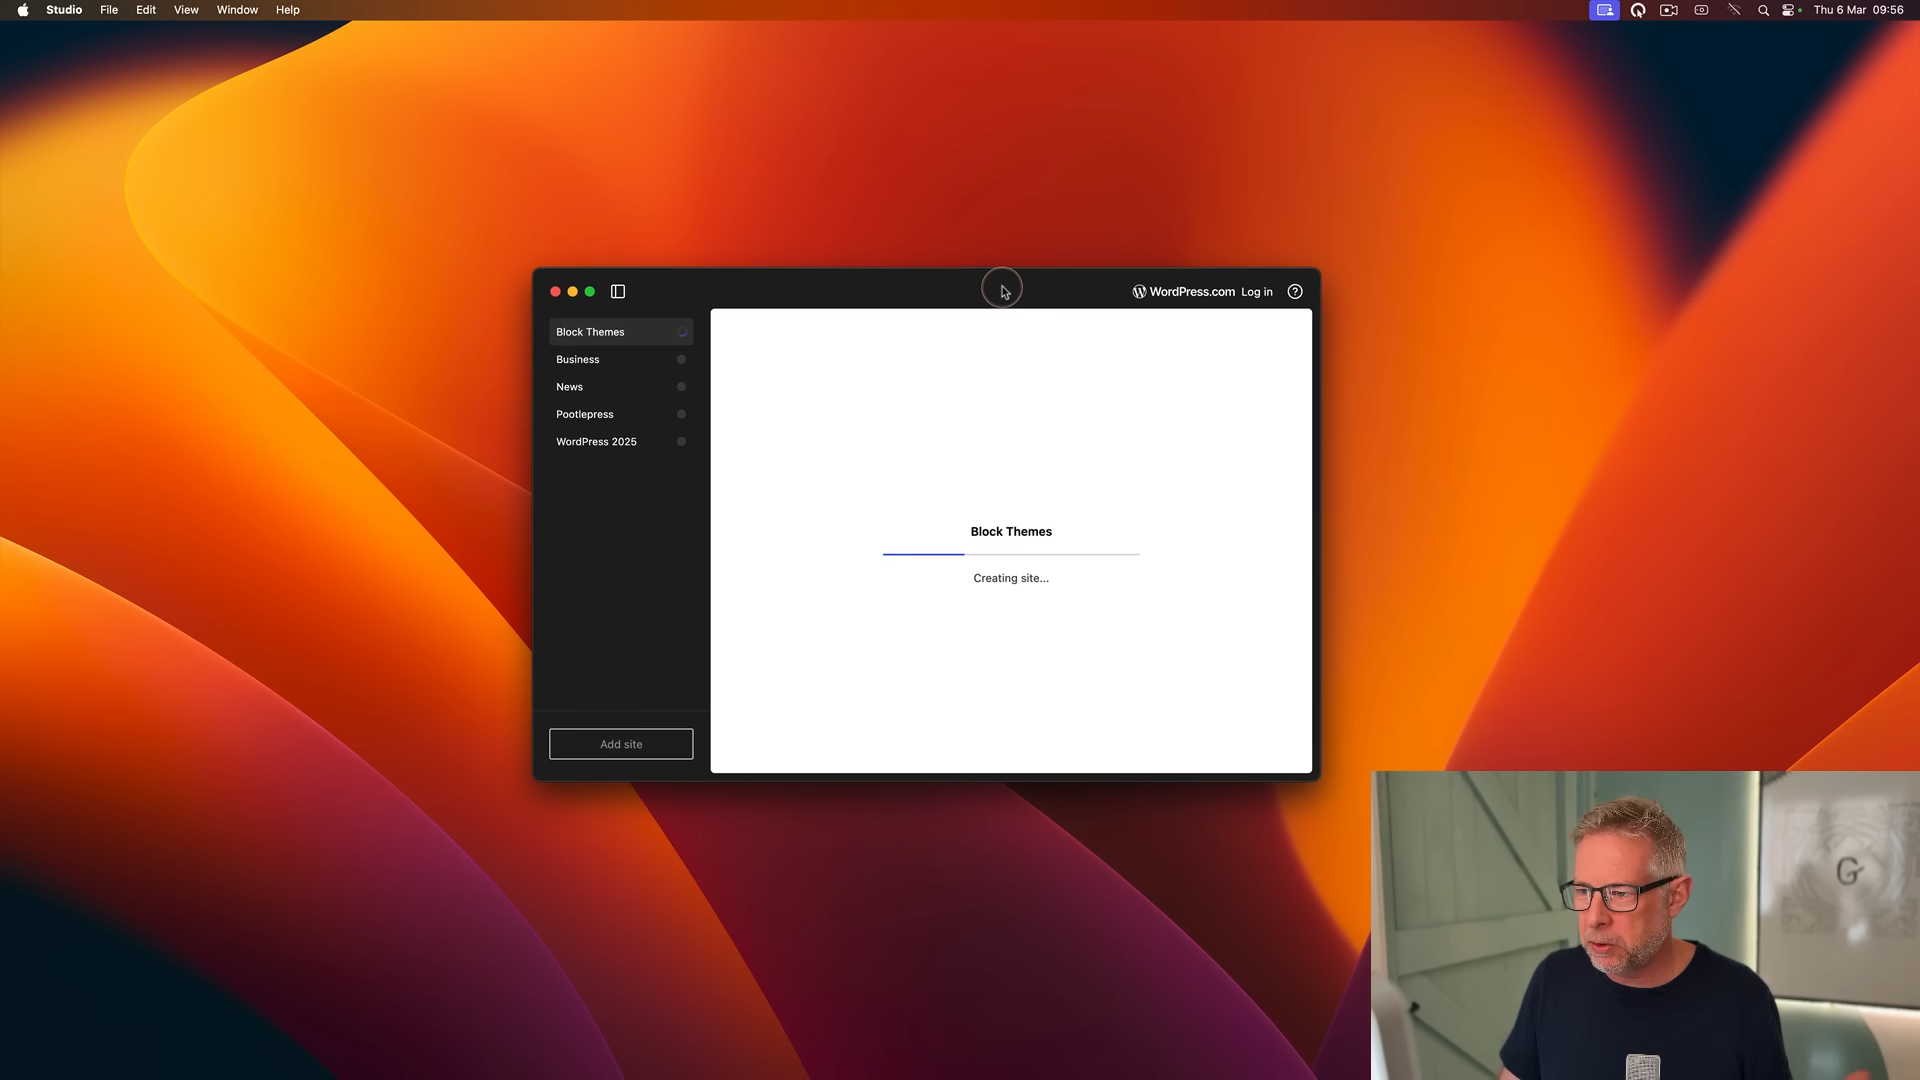 Studio File Edit View Window Help
Thu 6 Mar 09:56
WordPress.com Log in
Block Themes
Business
News
Pootlepress
WordPress 2025
Add site
Block Themes
Creating site...
G